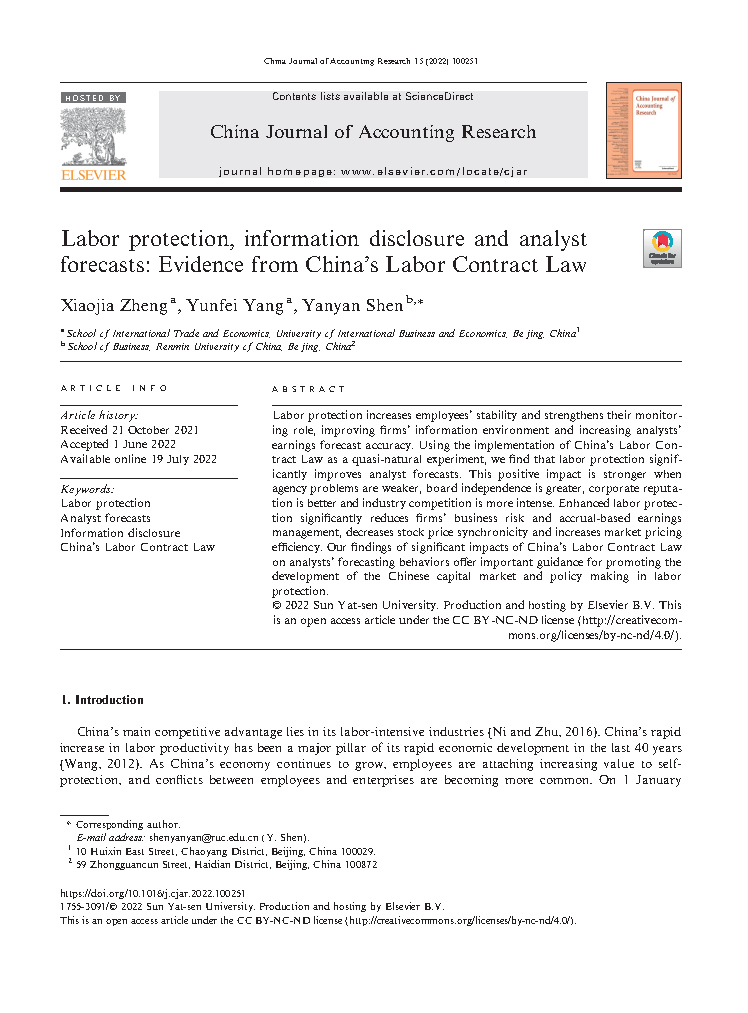 China Journal of Accounting Research 15 (2022) 100251
HOSTED BY
ELSEVIER
Contents lists available at ScienceDirect
China Journal of Accounting Research
journal homepage: www.elsevier.com/locate/cjar
China Journal of
Accounting
Research
Labor protection, information disclosure and analyst
forecasts: Evidence from China's Labor Contract Law
Check for
updates
Xiaojia Zheng a, Yunfei Yang a, Yanyan Shen b,*
a School of International Trade and Economics, University of International Business and Economics, Beijing, China1
b School of Business, Renmin University of China, Beijing, China2
ARTICLE INFO
Article history:
Received 21 October 2021
Accepted 1 June 2022
Available online 19 July 2022
Keywords:
Labor protection
Analyst forecasts
Information disclosure
China's Labor Contract Law
ABSTRACT
Labor protection increases employees' stability and strengthens their monitor-
ing role, improving firms' information environment and increasing analysts'
earnings forecast accuracy. Using the implementation of China's Labor Con-
tract Law as a quasi-natural experiment, we find that labor protection signif-
icantly improves analyst forecasts. This positive impact is stronger when
agency problems are weaker, board independence is greater, corporate reputa-
tion is better and industry competition is more intense. Enhanced labor protec-
tion significantly reduces firms' business risk and accrual-based earnings
management, decreases stock price synchronicity and increases market pricing
efficiency. Our findings of significant impacts of China's Labor Contract Law
on analysts' forecasting behaviors offer important guidance for promoting the
development of the Chinese capital market and policy making in labor
protection.
© 2022 Sun Yat-sen University. Production and hosting by Elsevier B.V. This
is an open access article under the CC BY-NC-ND license (http://creativecom-
mons.org/licenses/by-nc-nd/4.0/).
1. Introduction
China's main competitive advantage lies in its labor-intensive industries (Ni and Zhu, 2016). China's rapid
increase in labor productivity has been a major pillar of its rapid economic development in the last 40 years
(Wang, 2012). As China's economy continues to grow, employees are attaching increasing value to self-
protection, and conflicts between employees and enterprises are becoming more common. On 1 January
* Corresponding author.
E-mail address: shenyanyan@ruc.edu.cn (Y. Shen).
1 10 Huixin East Street, Chaoyang District, Beijing, China 100029.
2 59 Zhongguancun Street, Haidian District, Beijing, China 100872
https://doi.org/10.1016/j.cjar.2022.100251
1755-3091/© 2022 Sun Yat-sen University. Production and hosting by Elsevier B.V.
This is an open access article under the CC BY-NC-ND license (http://creativecommons.org/licenses/by-nc-nd/4.0/).